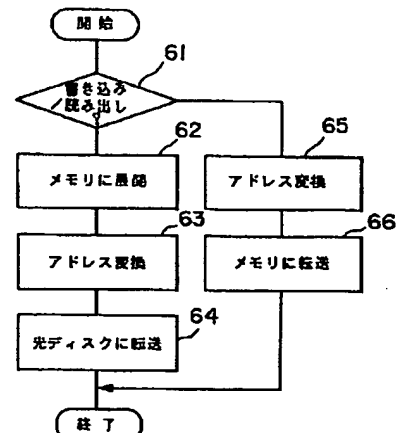 開始
61
書き込み
/読み出し
62
65
メモリに展開
アドレス変換
63
66
アドレス変換
メモリに転送
64
光ディスクに転送
終了